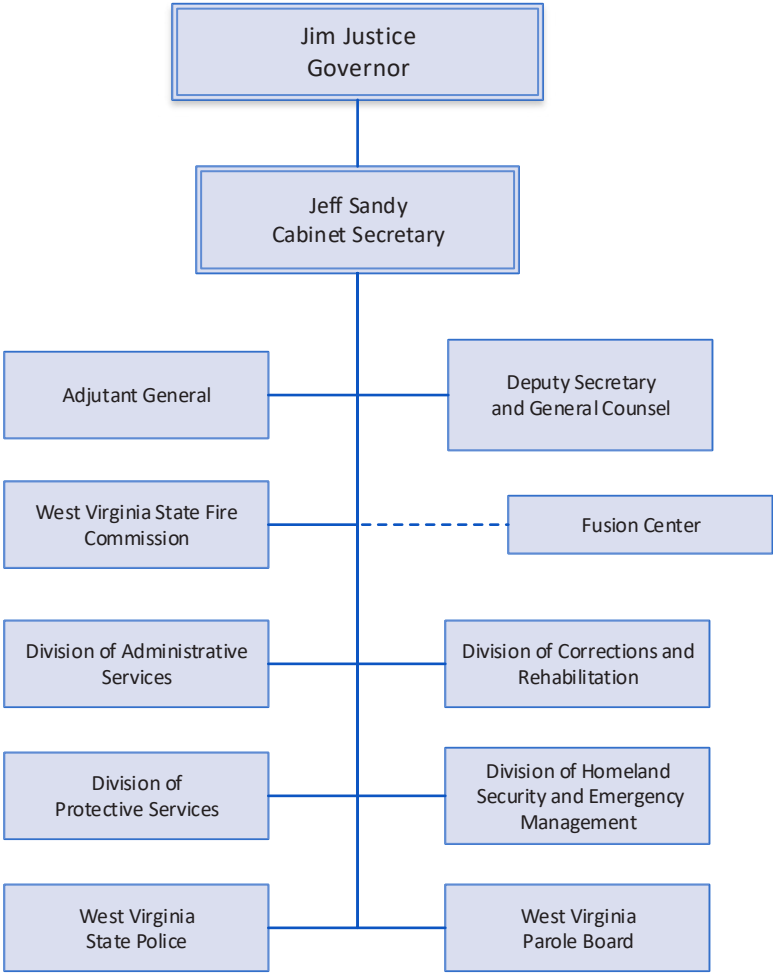 Jim Justice
Governor
Jeff Sandy
Cabinet Secretary
Adjutant General
Deputy Secretary
and General Counsel
West Virginia State Fire
Commission
Fusion Center
Division of Administrative
Services
Division of Corrections and
Rehabilitation
Division of
Protective Services
Division of Homeland
Security and Emergency
Management
West Virginia
State Police
West Virginia
Parole Board